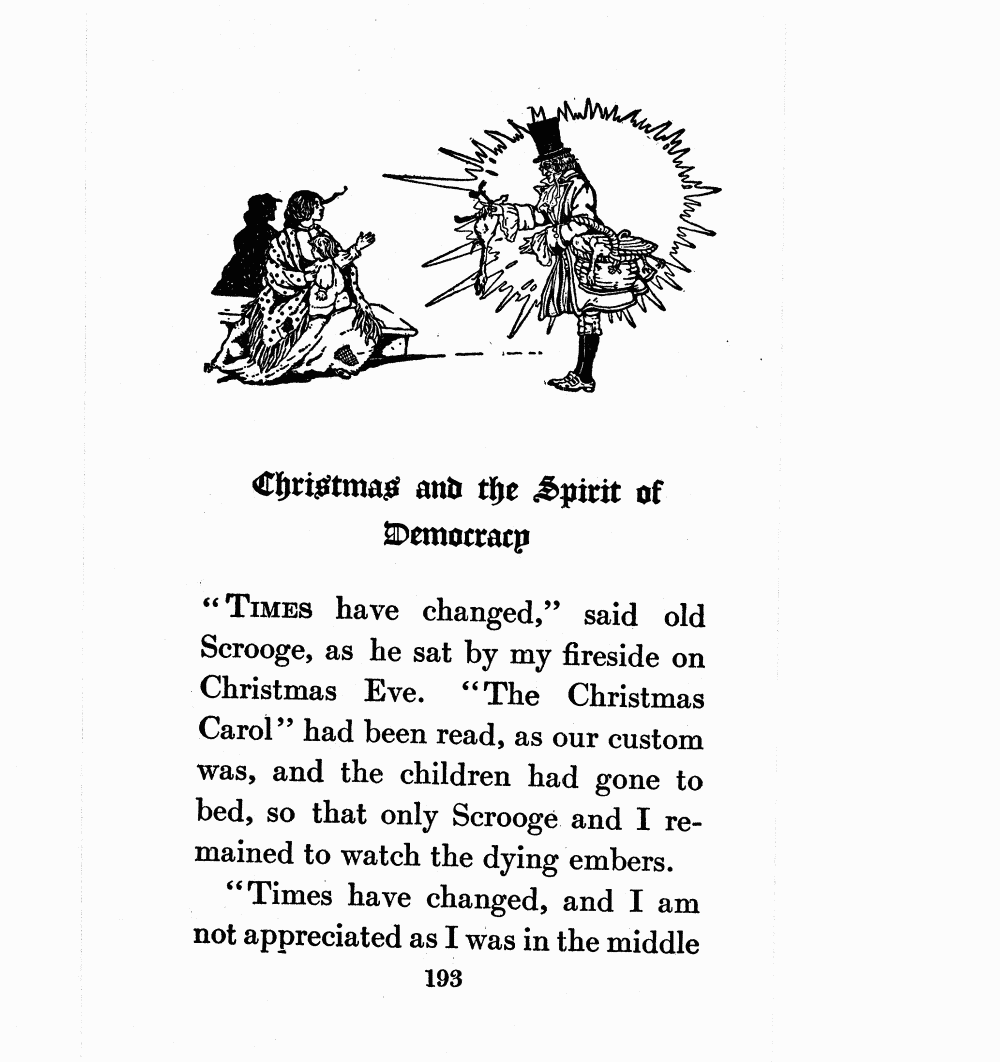 Christmas and the Spirit of
Democracy
“TIMES have changed,” said old
Scrooge, as he sat by my fireside on
Christmas Eve. “The Christmas
Carol” had been read, as our custom
was, and the children had gone to
bed, so that only Scrooge and I re-
mained to watch the dying embers.
“Times have changed, and I am
not appreciated as I was in the middle
193